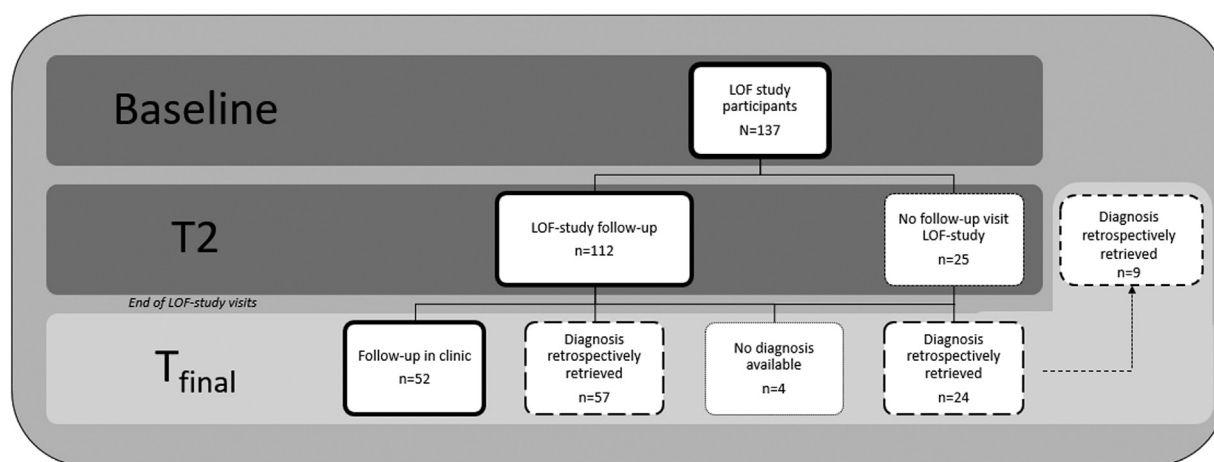 Baseline
LOF study
participants
N=137
T2
LOF-study follow-up
n=112
No follow-up visit
LOF-study
n=25
Diagnosis
retrospectively
retrieved
n=9
End of LOF-study visits
Tfinal
Follow-up in clinic
n=52
Diagnosis
retrospectively
retrieved
n=57
No diagnosis
available
n=4
Diagnosis
retrospectively
retrieved
n=24